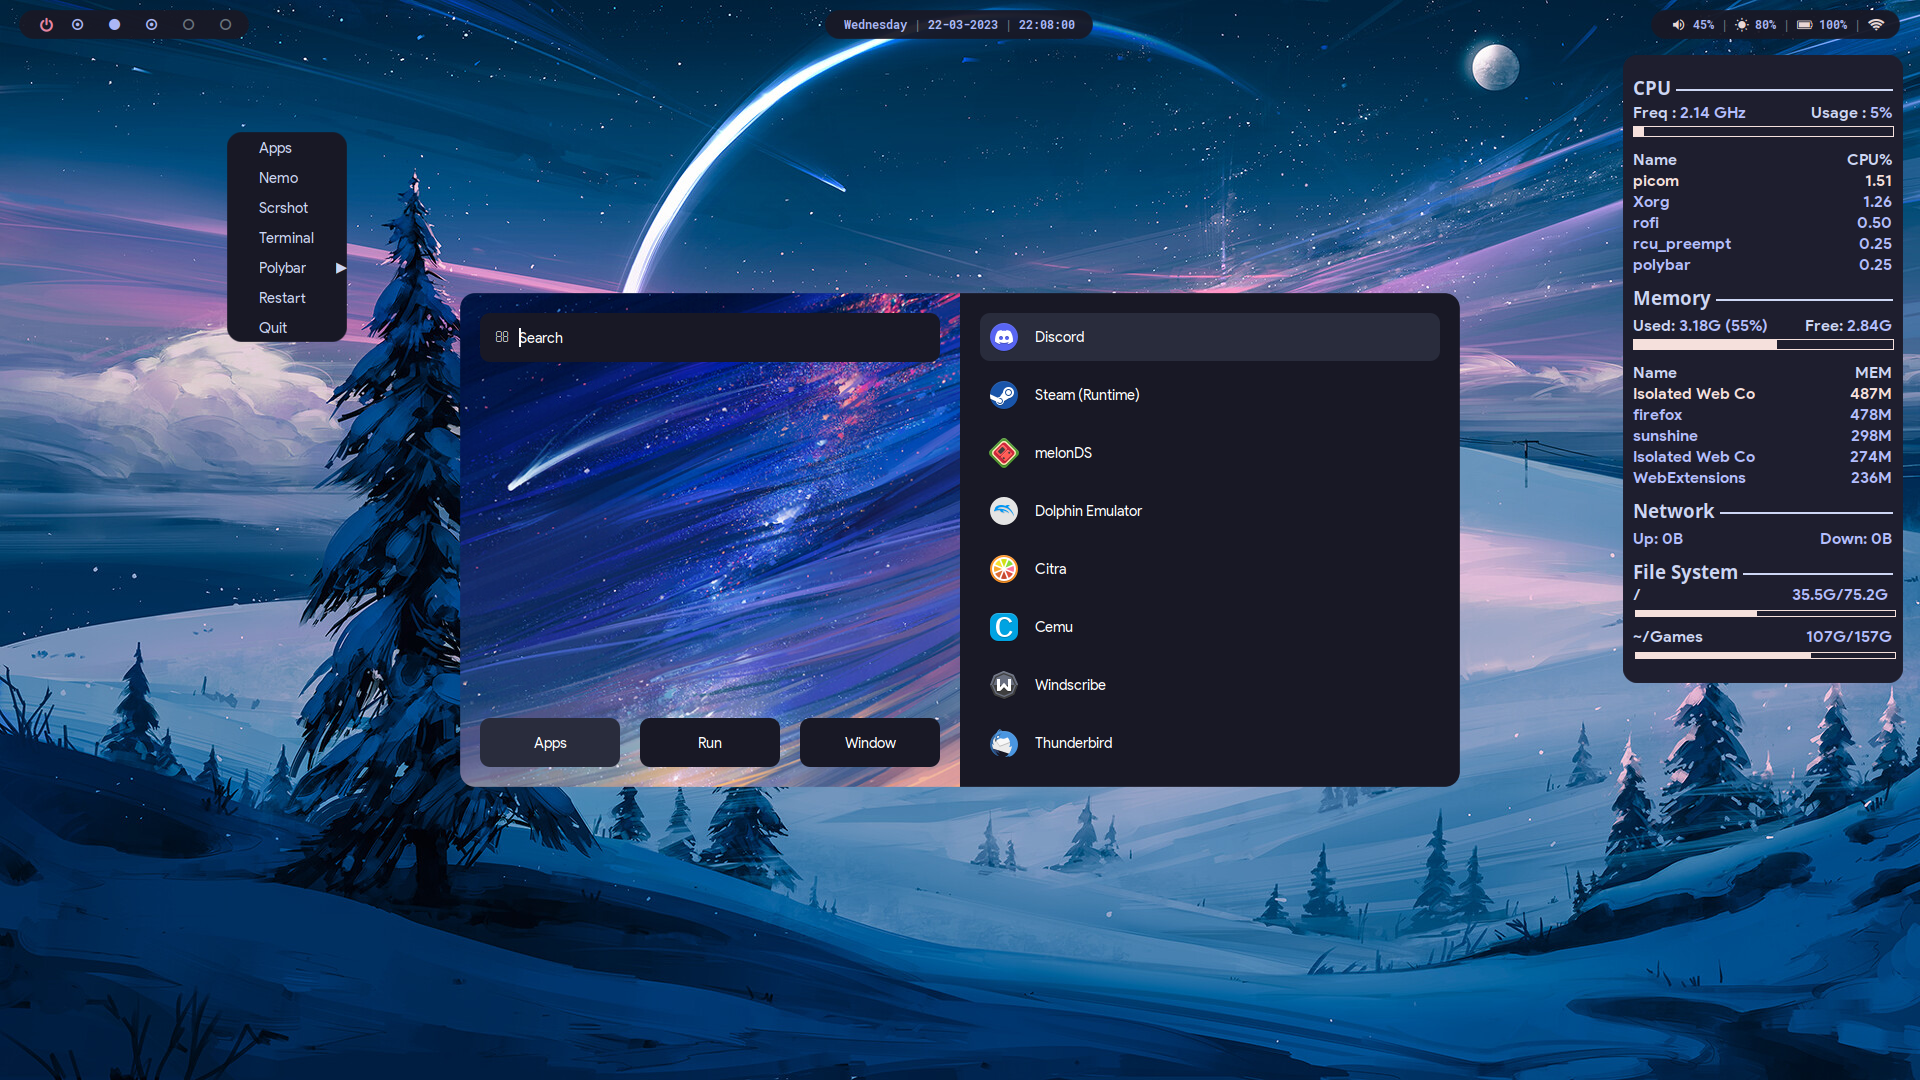 Wednesday | 22-03-2023 | 22:08:00
45% | 80% | 100% |
Apps
Nemo
Scrshot
Terminal
Polybar
Restart
Quit
Search
Apps
Run
Window
Discord
Steam (Runtime)
melonDS
Dolphin Emulator
Citra
Cemu
Windscribe
Thunderbird
CPU
Freq : 2.14 GHz Usage : 5%
Name CPU%
picom 1.51
Xorg 1.26
rofi 0.50
rcu_preempt 0.25
polybar 0.25
Memory
Used: 3.18G (55%) Free: 2.84G
Name MEM
Isolated Web Co 487M
firefox 478M
sunshine 298M
Isolated Web Co 274M
WebExtensions 236M
Network
Up: 0B Down: 0B
File System
/ 35.5G/75.2G
~/Games 107G/157G